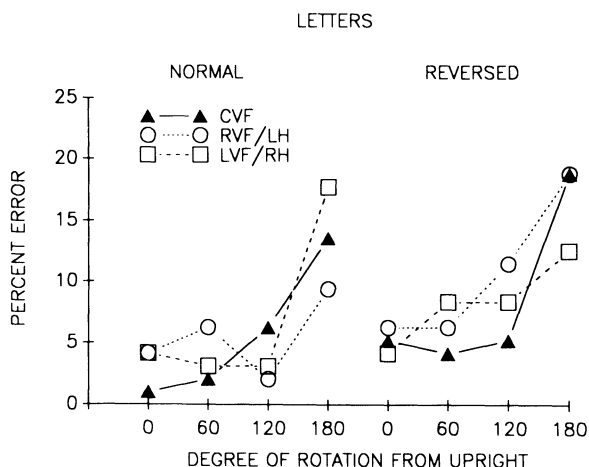 LETTERS
NORMAL REVERSED
25
20
15
10
5
0
PERCENT ERROR
CVF
RVF/LH
LVF/RH
0 60 120 180 0 60 120 180
DEGREE OF ROTATION FROM UPRIGHT